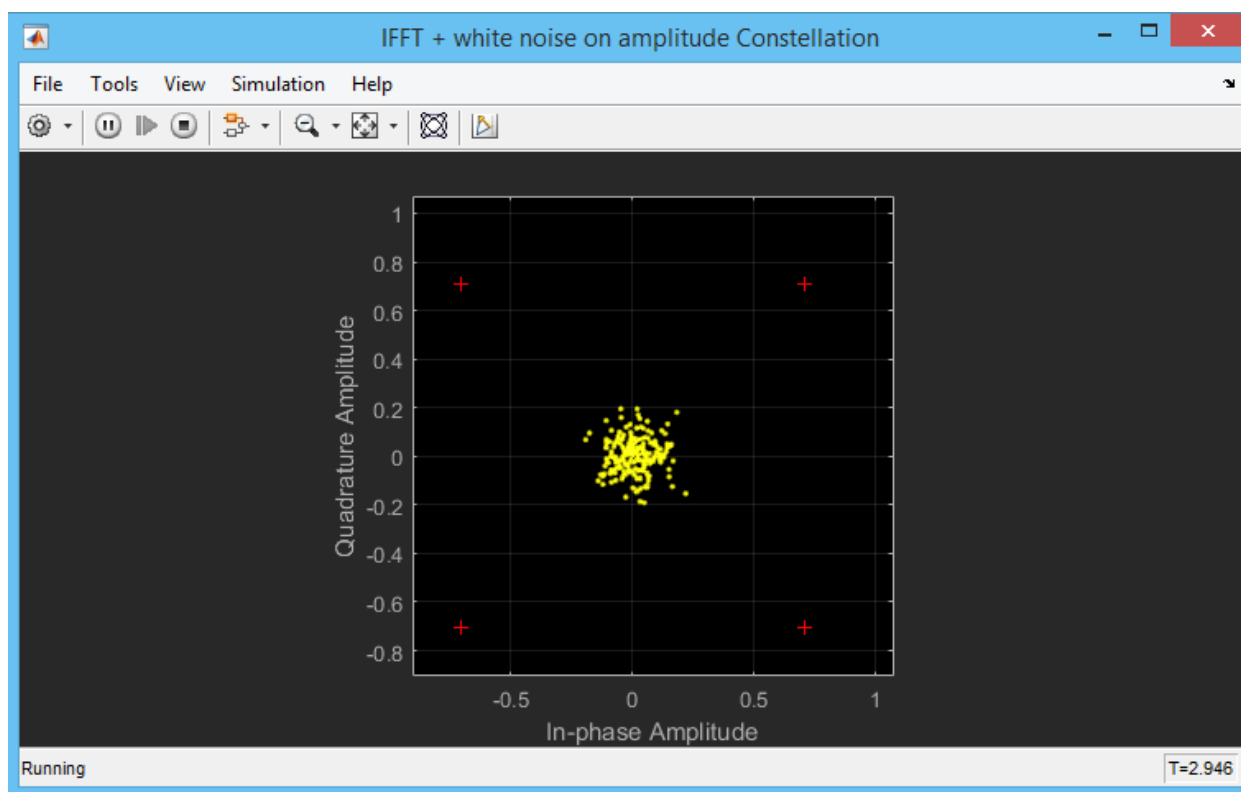 IFFT + white noise on amplitude Constellation
File Tools View Simulation Help
1
0.8
0.6
0.4
0.2
0
-0.2
-0.4
-0.6
-0.8
Quadrature Amplitude
-0.5 0 0.5 1
In-phase Amplitude
Running T=2.946